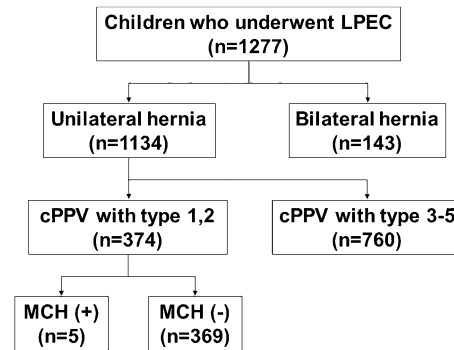 Children who underwent LPEC
(n=1277)
Unilateral hernia
(n=1134)
Bilateral hernia
(n=143)
cPPV with type 1,2
(n=374)
cPPV with type 3-5
(n=760)
MCH (+)
(n=5)
MCH (-)
(n=369)